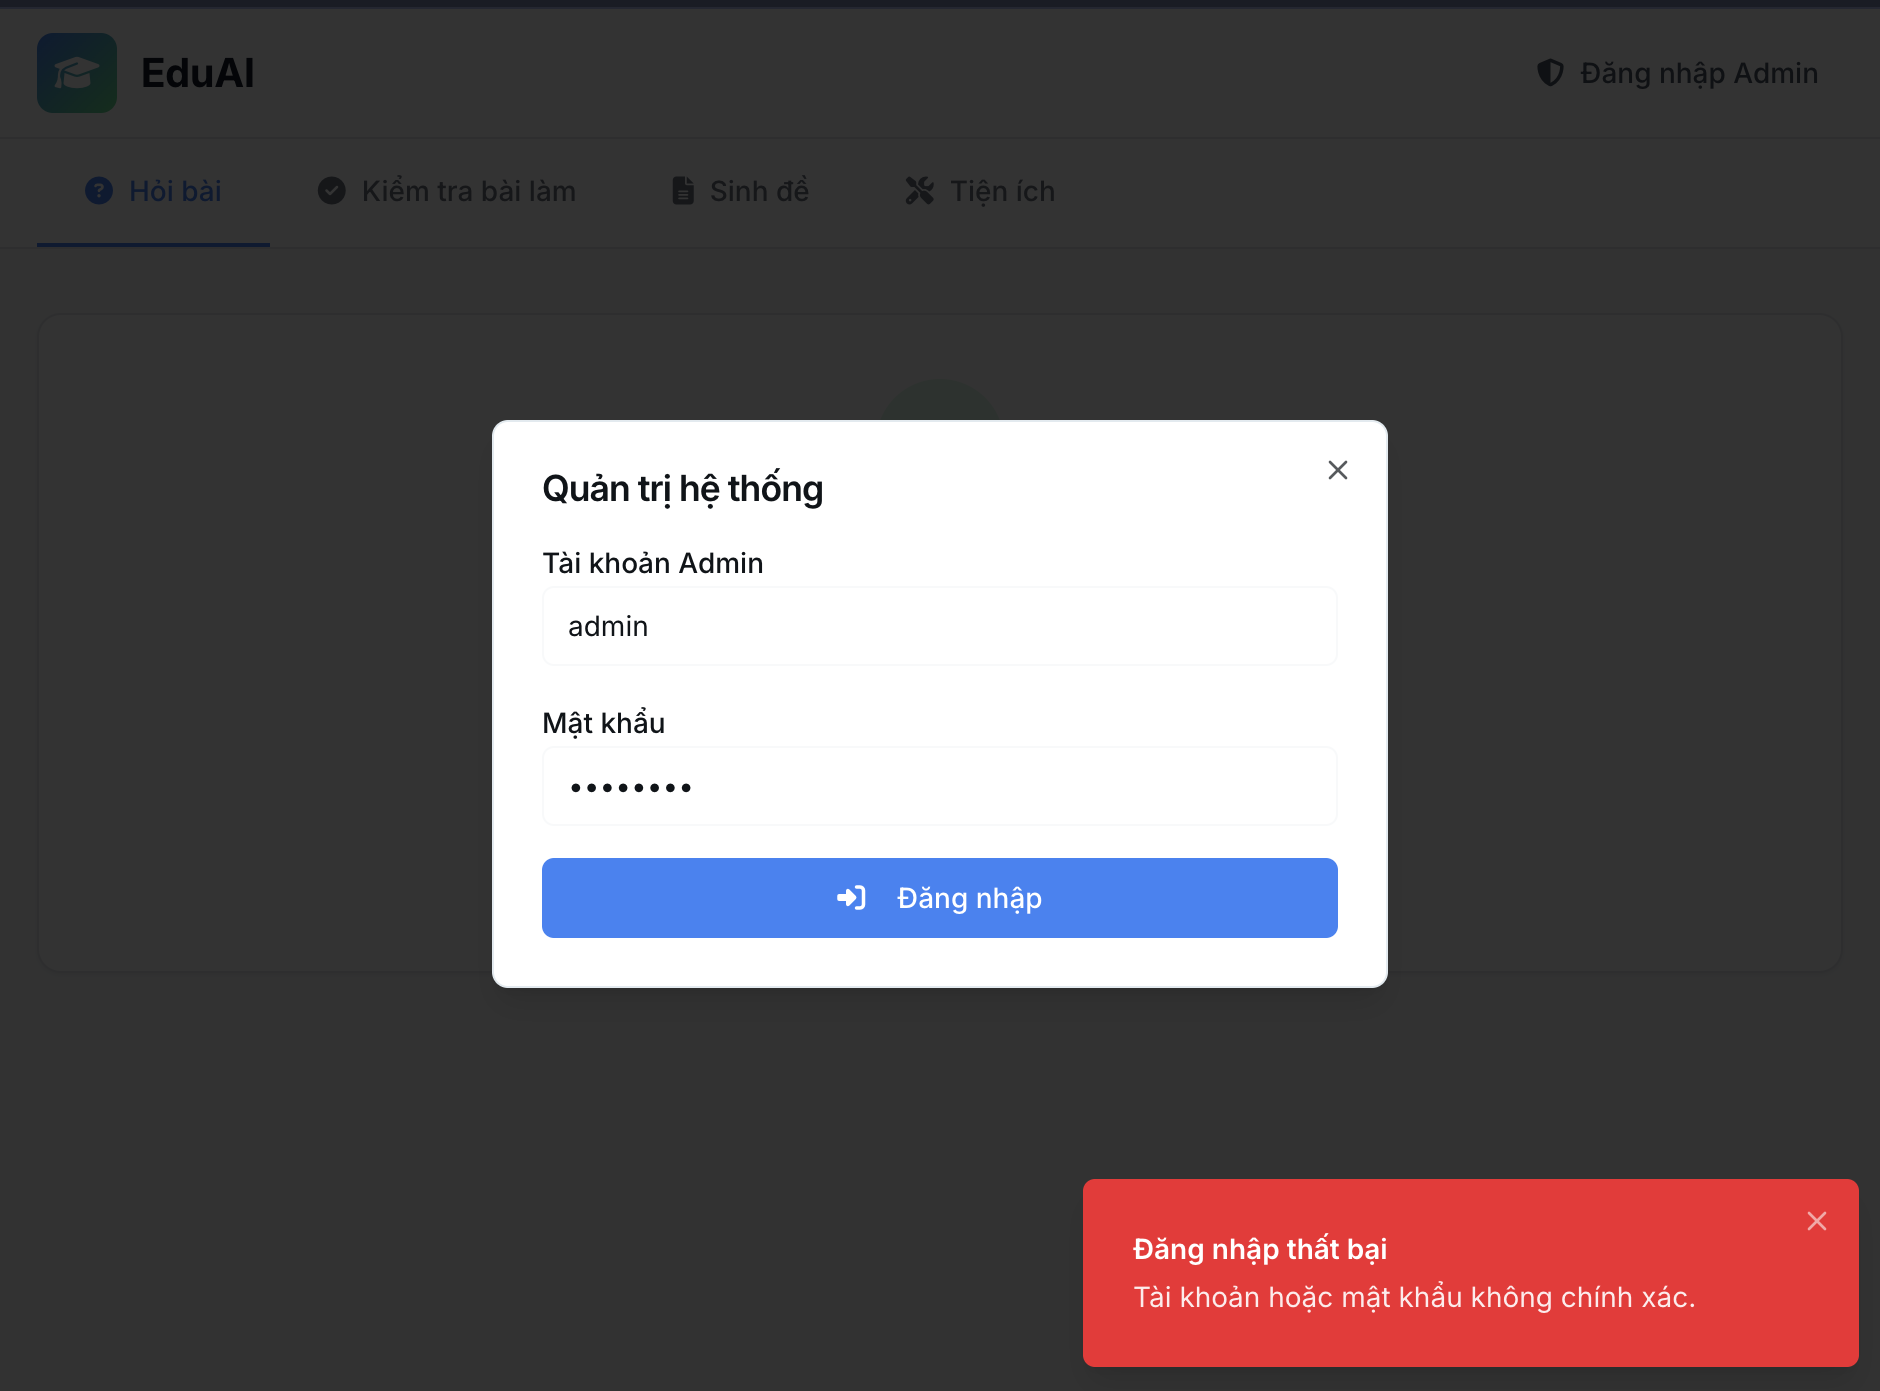 EduAI
Đăng nhập Admin
Hỏi bài
Kiểm tra bài làm
Sinh đề
Tiện ích
Quản trị hệ thống
Tài khoản Admin
admin
Mật khẩu
••••••••
Đăng nhập
Đăng nhập thất bại
Tài khoản hoặc mật khẩu không chính xác.